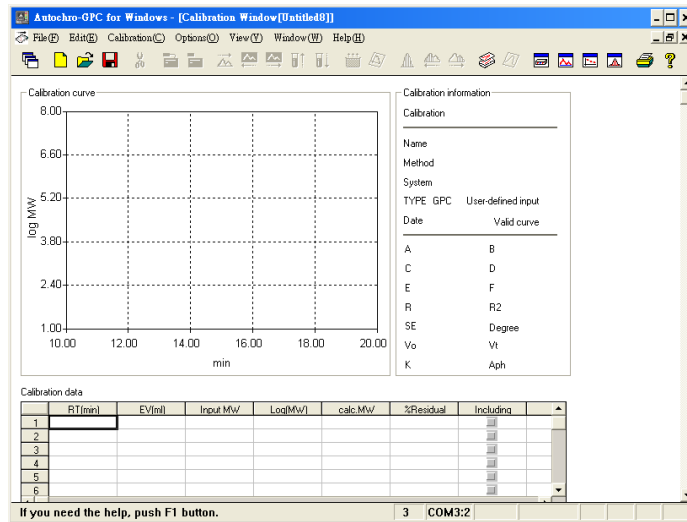 Autochro-GPC for Windows - [Calibration Window[Untitled8]]
File(F) Edit(E) Calibration(C) Options(O) View(Y) Window(W) Help(H)
Calibration curve
8.00
6.60
5.20
3.80
2.40
1.00
log MW
10.00 12.00 14.00 16.00 18.00 20.00
min
Calibration information
Calibration
Name
Method
System
TYPE GPC User-defined input
Date Valid curve
A B
C D
E F
R R2
SE Degree
Vo Vt
K Aph
Calibration data
RT(min) EV(ml) Input MW Log(MW) calc.MW %Residual Including
1
2
3
4
5
6
If you need the help, push F1 button. 3 COM3:2